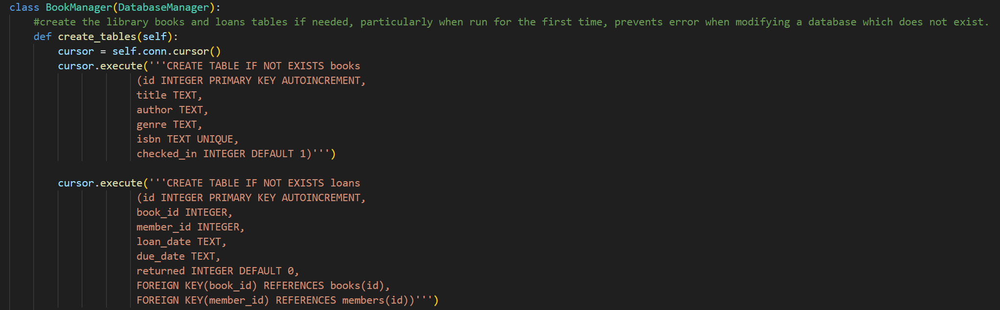 class BookManager(DatabaseManager):
    #create the library books and loans tables if needed, particularly when run for the first time, prevents error when modifying a database which does not exist.
    def create_tables(self):
        cursor = self.conn.cursor()
        cursor.execute('''CREATE TABLE IF NOT EXISTS books
                     (id INTEGER PRIMARY KEY AUTOINCREMENT,
                     title TEXT,
                     author TEXT,
                     genre TEXT,
                     isbn TEXT UNIQUE,
                     checked_in INTEGER DEFAULT 1)''')

        cursor.execute('''CREATE TABLE IF NOT EXISTS loans
                     (id INTEGER PRIMARY KEY AUTOINCREMENT,
                     book_id INTEGER,
                     member_id INTEGER,
                     loan_date TEXT,
                     due_date TEXT,
                     returned INTEGER DEFAULT 0,
                     FOREIGN KEY(book_id) REFERENCES books(id),
                     FOREIGN KEY(member_id) REFERENCES members(id))''')